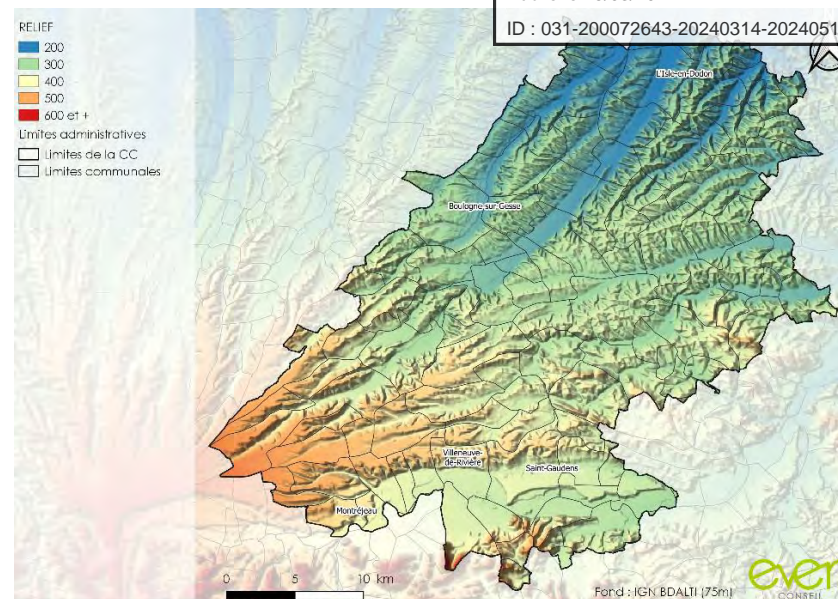 ID : 031-200072643-20240314-2024051
RELIEF
200
300
400
500
600 et +
Limites administratives
Limites de la CC
Limites communales
L'Isle-en-Dodon
Boulogne-sur-Gesse
Villeneuve-
de-Rivière
Saint-Gaudens
Montréjeau
0 5 10 km
Fond : IGN BDALTI (75m)
even
CONSEIL